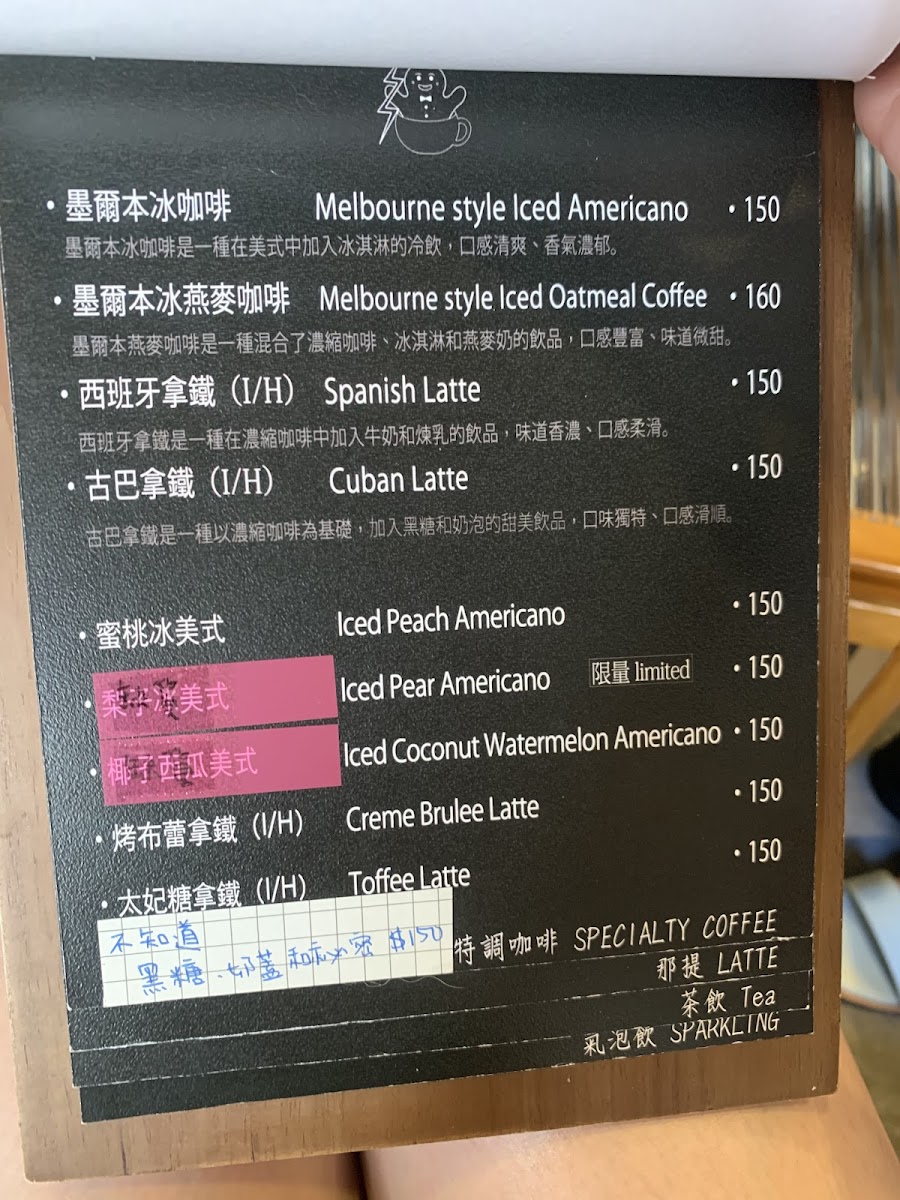 墨爾本冰咖啡 Melbourne style Iced Americano ・150
墨爾本冰咖啡是一種在美式中加入冰淇淋的冷飲，口感清爽、香氣濃郁。
墨爾本冰燕麥咖啡 Melbourne style Iced Oatmeal Coffee ・160
墨爾本燕麥咖啡是一種混合了濃縮咖啡、冰淇淋和燕麥奶的飲品，口感豐富、味道微甜。
西班牙拿鐵（I/H） Spanish Latte ・150
西班牙拿鐵是一種在濃縮咖啡中加入牛奶和煉乳的飲品，味道香濃、口感柔滑。
古巴拿鐵（I/H） Cuban Latte ・150
古巴拿鐵是一種以濃縮咖啡為基礎，加入黑糖和奶泡的甜美飲品，口味獨特、口感滑順。
蜜桃冰美式 Iced Peach Americano ・150
梨子冰美式 Iced Pear Americano 限量 limited ・150
椰子西瓜美式 Iced Coconut Watermelon Americano ・150
烤布蕾拿鐵（I/H） Creme Brulee Latte ・150
太妃糖拿鐵（I/H） Toffee Latte ・150
不知道
黑糖、奶蓋和秘密 $150
特調咖啡 SPECIALTY COFFEE
那提 LATTE
茶飲 Tea
氣泡飲 SPARKLING